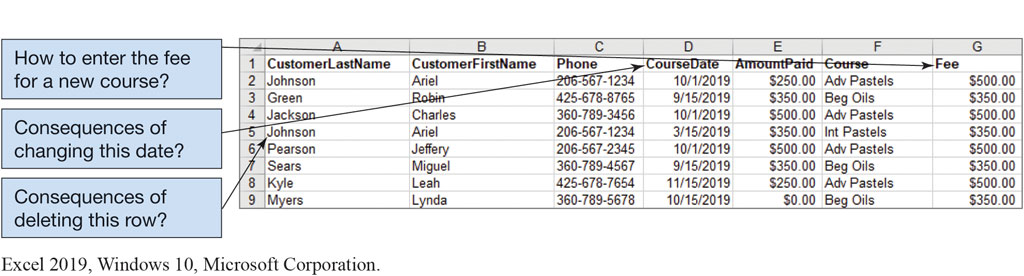 How to enter the fee
for a new course?
Consequences of
changing this date?
Consequences of
deleting this row?
A B C D E F G
1 CustomerLastName CustomerFirstName Phone CourseDate AmountPaid Course Fee
2 Johnson Ariel 206-567-1234 10/1/2019 $250.00 Adv Pastels $500.00
3 Green Robin 425-678-8765 9/15/2019 $350.00 Beg Oils $350.00
4 Jackson Charles 360-789-3456 10/1/2019 $500.00 Adv Pastels $500.00
5 Johnson Ariel 206-567-1234 3/15/2019 $350.00 Int Pastels $350.00
6 Pearson Jeffery 206-567-2345 10/1/2019 $500.00 Adv Pastels $500.00
7 Sears Miguel 360-789-4567 9/15/2019 $350.00 Beg Oils $350.00
8 Kyle Leah 425-678-7654 11/15/2019 $250.00 Adv Pastels $500.00
9 Myers Lynda 360-789-5678 10/15/2019 $0.00 Beg Oils $350.00
Excel 2019, Windows 10, Microsoft Corporation.